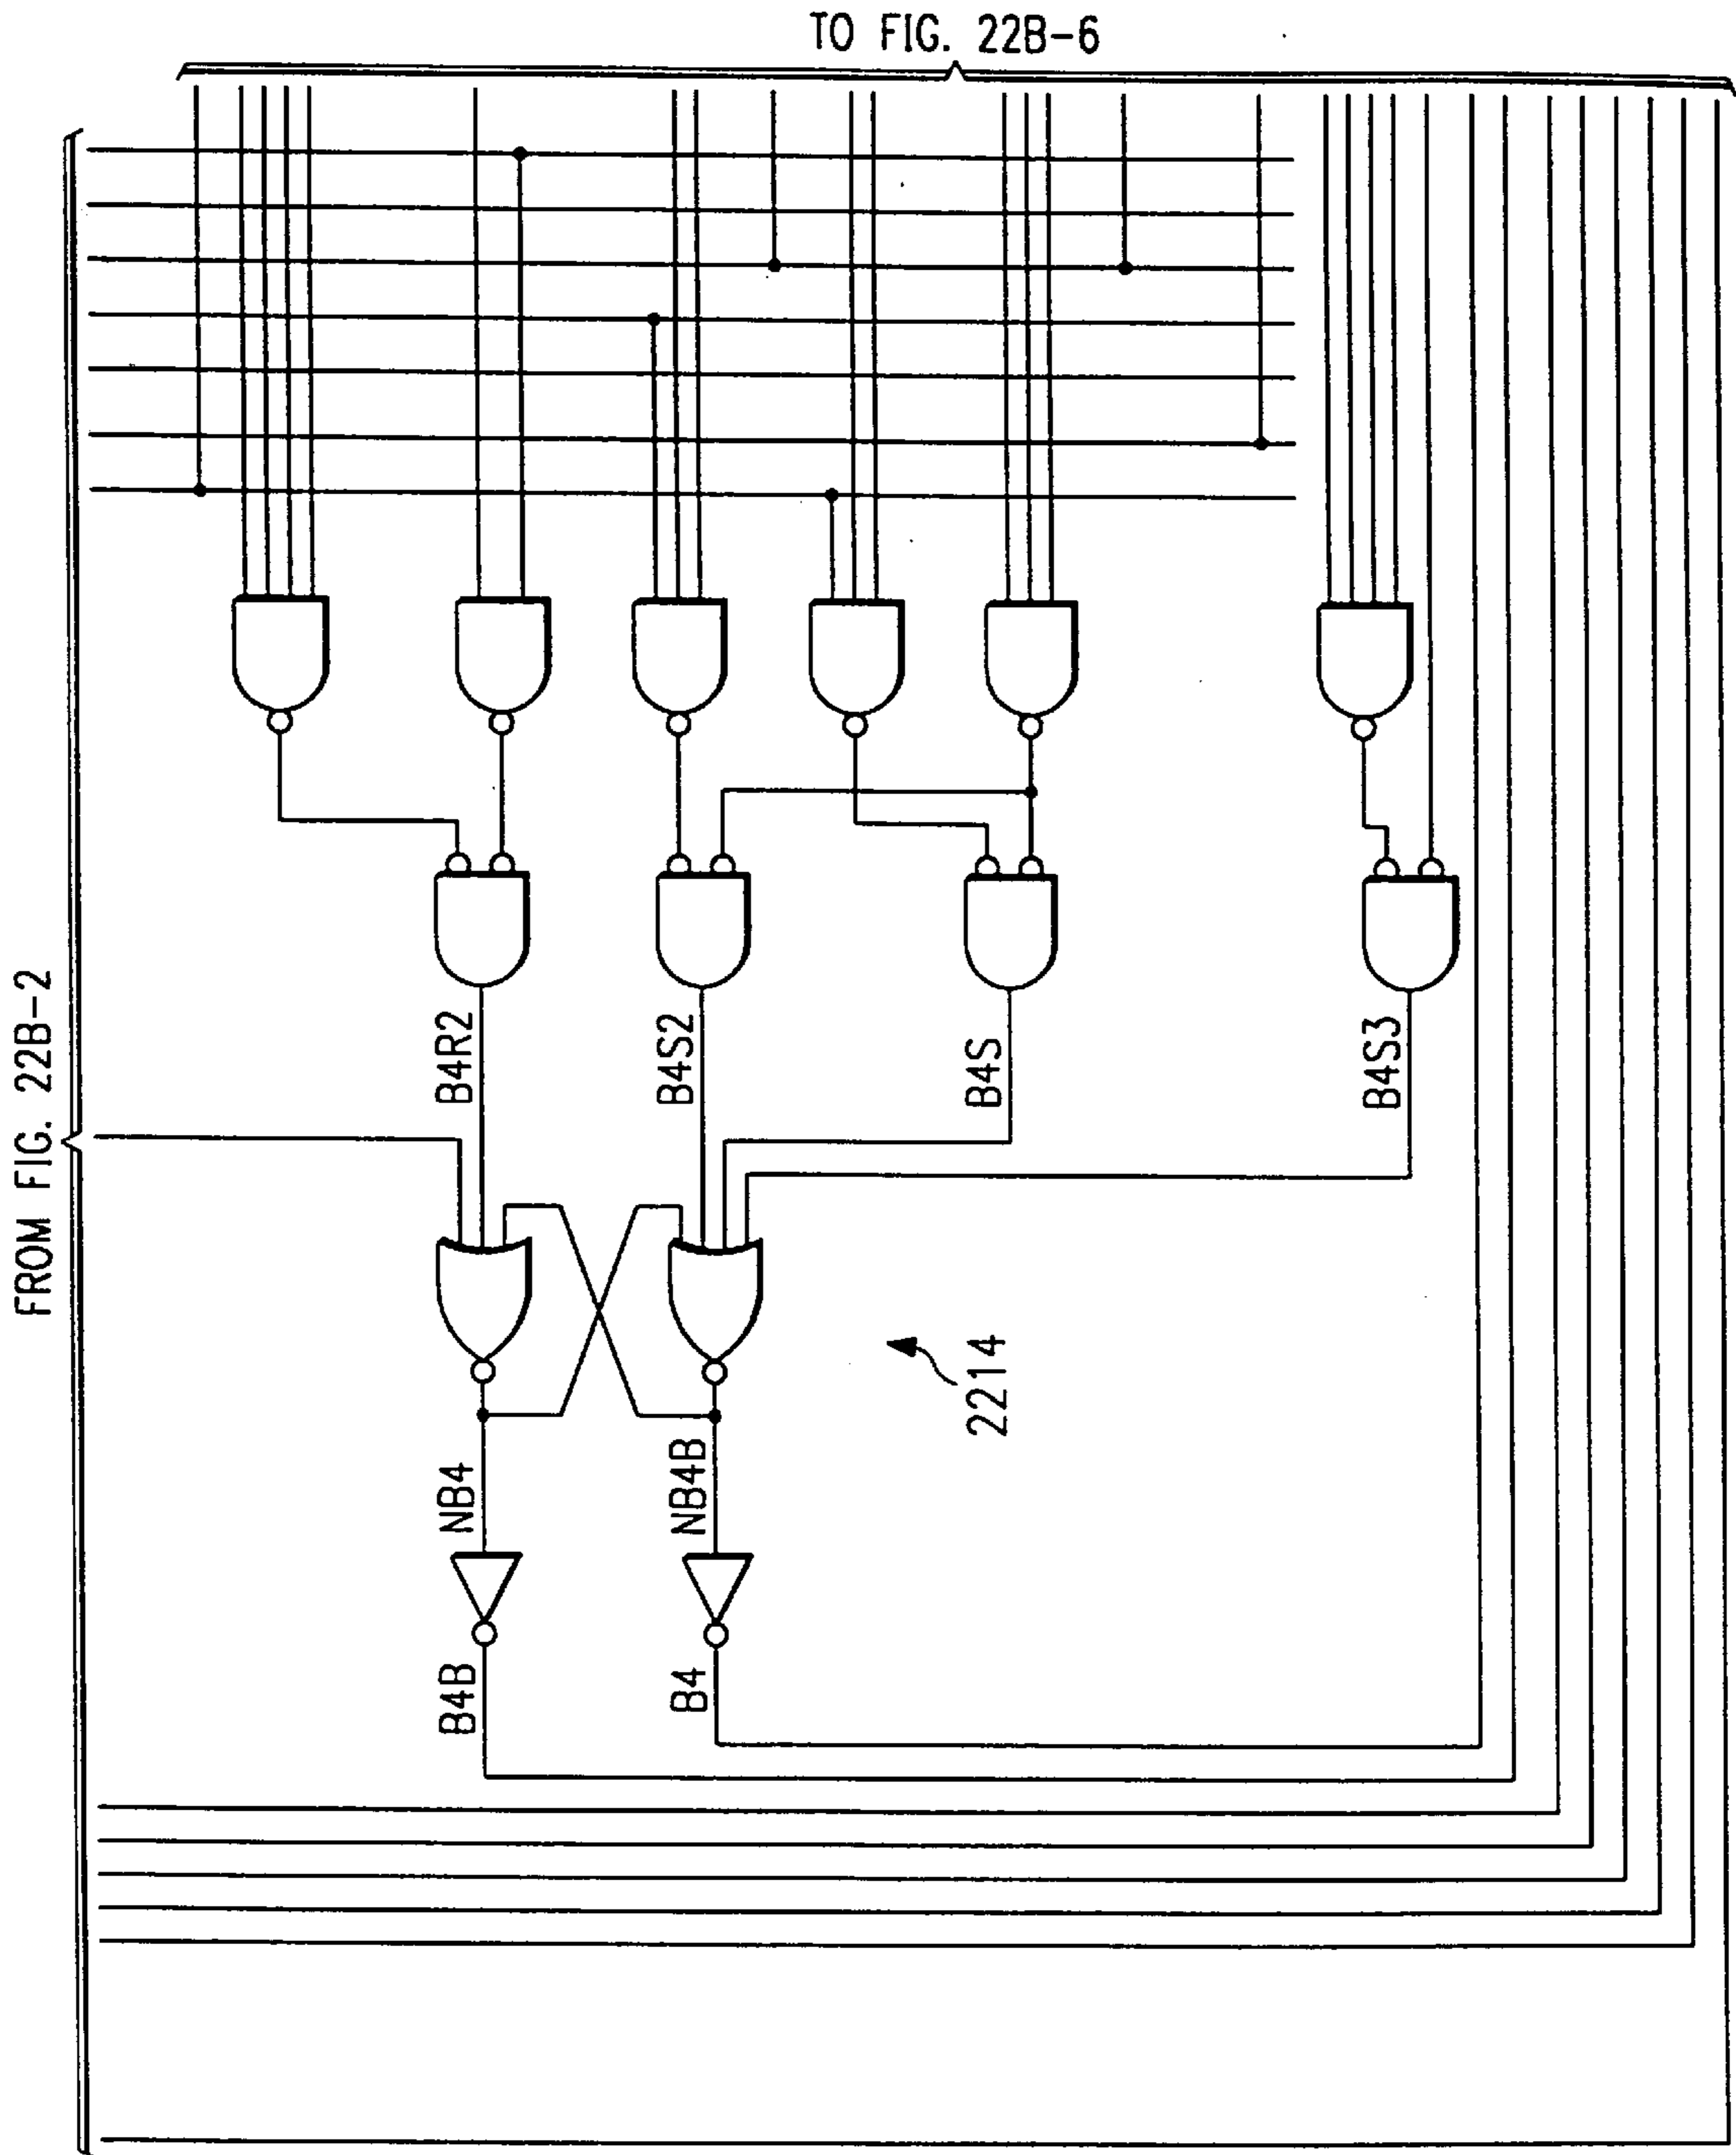 TO FIG. 22B-6
FROM FIG. 22B-2
B4R2
B4S2
B4S
B4S3
2214
NB4
NB4B
B4B
B4